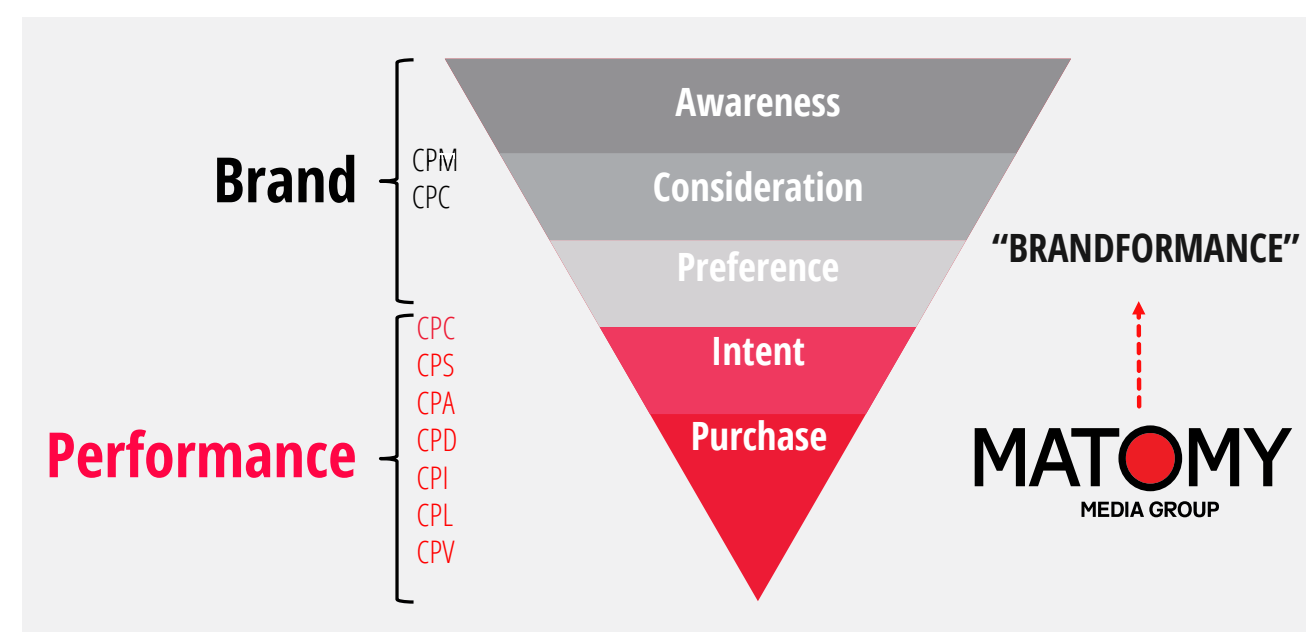 Brand
CPM
CPC
Performance
CPC
CPS
CPA
CPD
CPI
CPL
CPV
Awareness
Consideration
Preference
Intent
Purchase
“BRANDFORMANCE”
MATOMY
MEDIA GROUP